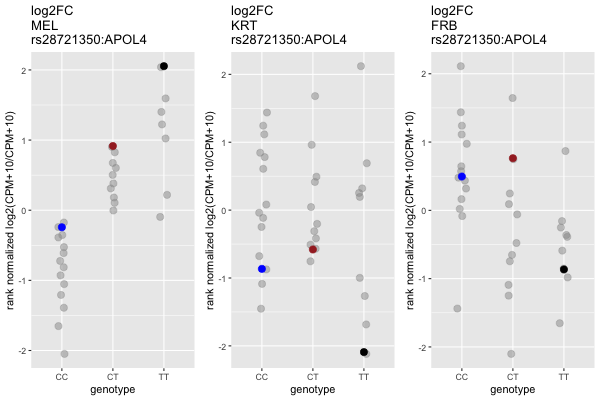 log2FC
MEL
rs28721350:APOL4
rank normalized log2(CPM+10/CPM+10)
2
1
0
-1
-2
CC
CT
TT
genotype
log2FC
KRT
rs28721350:APOL4
rank normalized log2(CPM+10/CPM+10)
2
1
0
-1
-2
CC
CT
TT
genotype
log2FC
FRB
rs28721350:APOL4
rank normalized log2(CPM+10/CPM+10)
2
1
0
-1
-2
CC
CT
TT
genotype